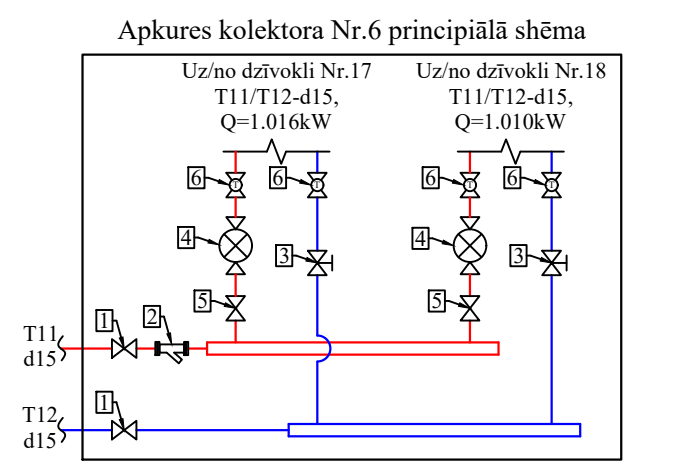 Apkures kolektora Nr.6 principiālā shēma
Uz/no dzīvokli Nr.17
T11/T12-d15,
Q=1.016kW
Uz/no dzīvokli Nr.18
T11/T12-d15,
Q=1.010kW
6
T
6
T
6
T
6
T
4
3
4
3
5
5
1
2
T11
d15
1
T12
d15